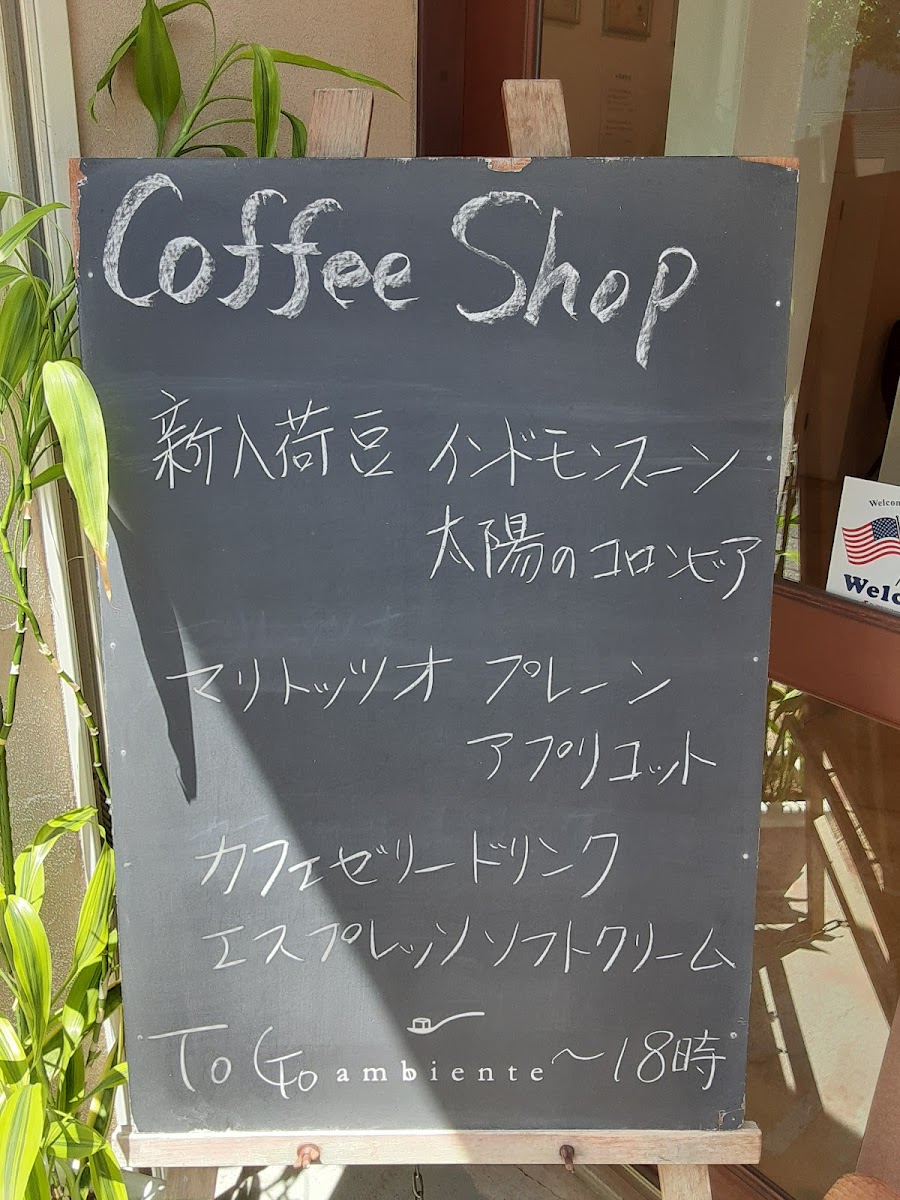 Coffee Shop
新入荷豆 インドモンスーン
太陽のコロンビア
マリトッツオ プレーン
アプリコット
カフェゼリードリンク
エスプレッソソフトクリーム
To Go ambiente 〜18時
Welcom
Welc